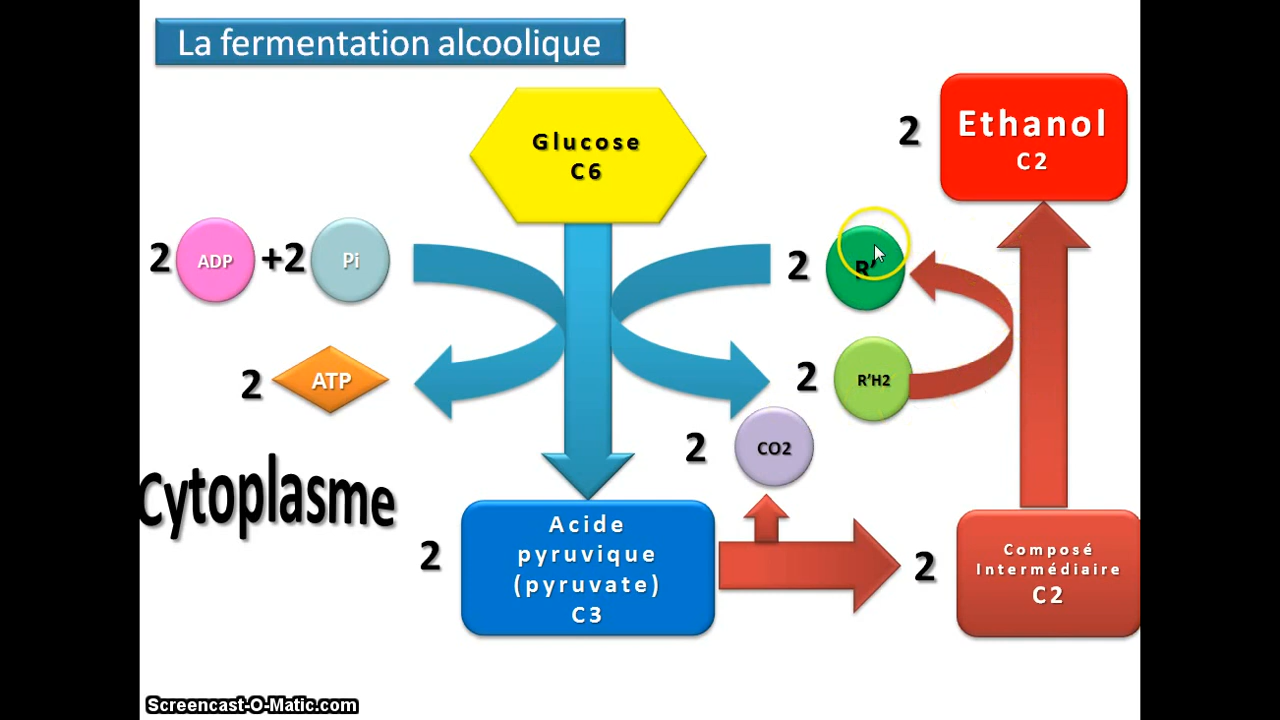 La fermentation alcoolique
Glucose
C6
2 Ethanol
C2
2 ADP +2 Pi
2 R'
2 ATP
2 R'H2
2 CO2
Cytoplasme
2 Acide
pyruvique
(pyruvate)
C3
2 Composé
Intermédiaire
C2
Screencast-O-Matic.com